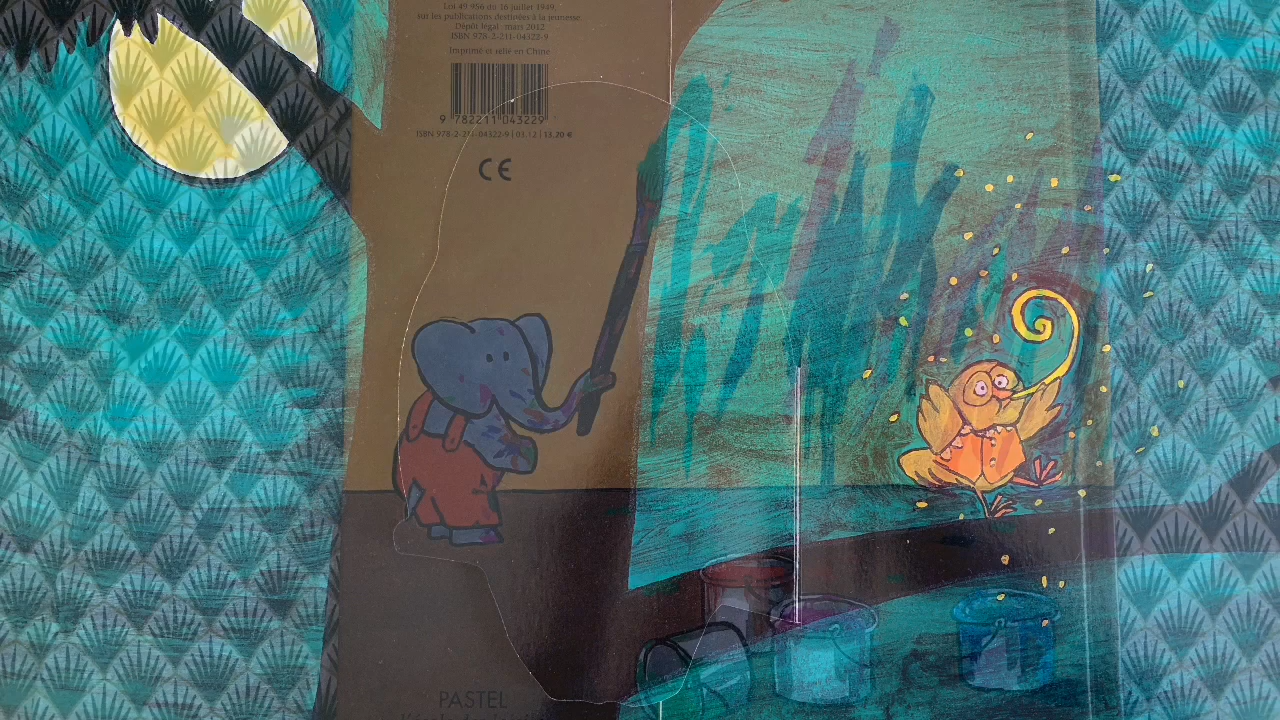 Loi 49 956 du 16 juillet 1949,
sur les publications destinées à la jeunesse.
Dépôt légal : mars 2012
ISBN 978-2-211-04322-9
Imprimé et relié en Chine
9 782211 043229
ISBN 978-2-211-04322-9 | 03.12 | 13,20 €
CE
PASTEL